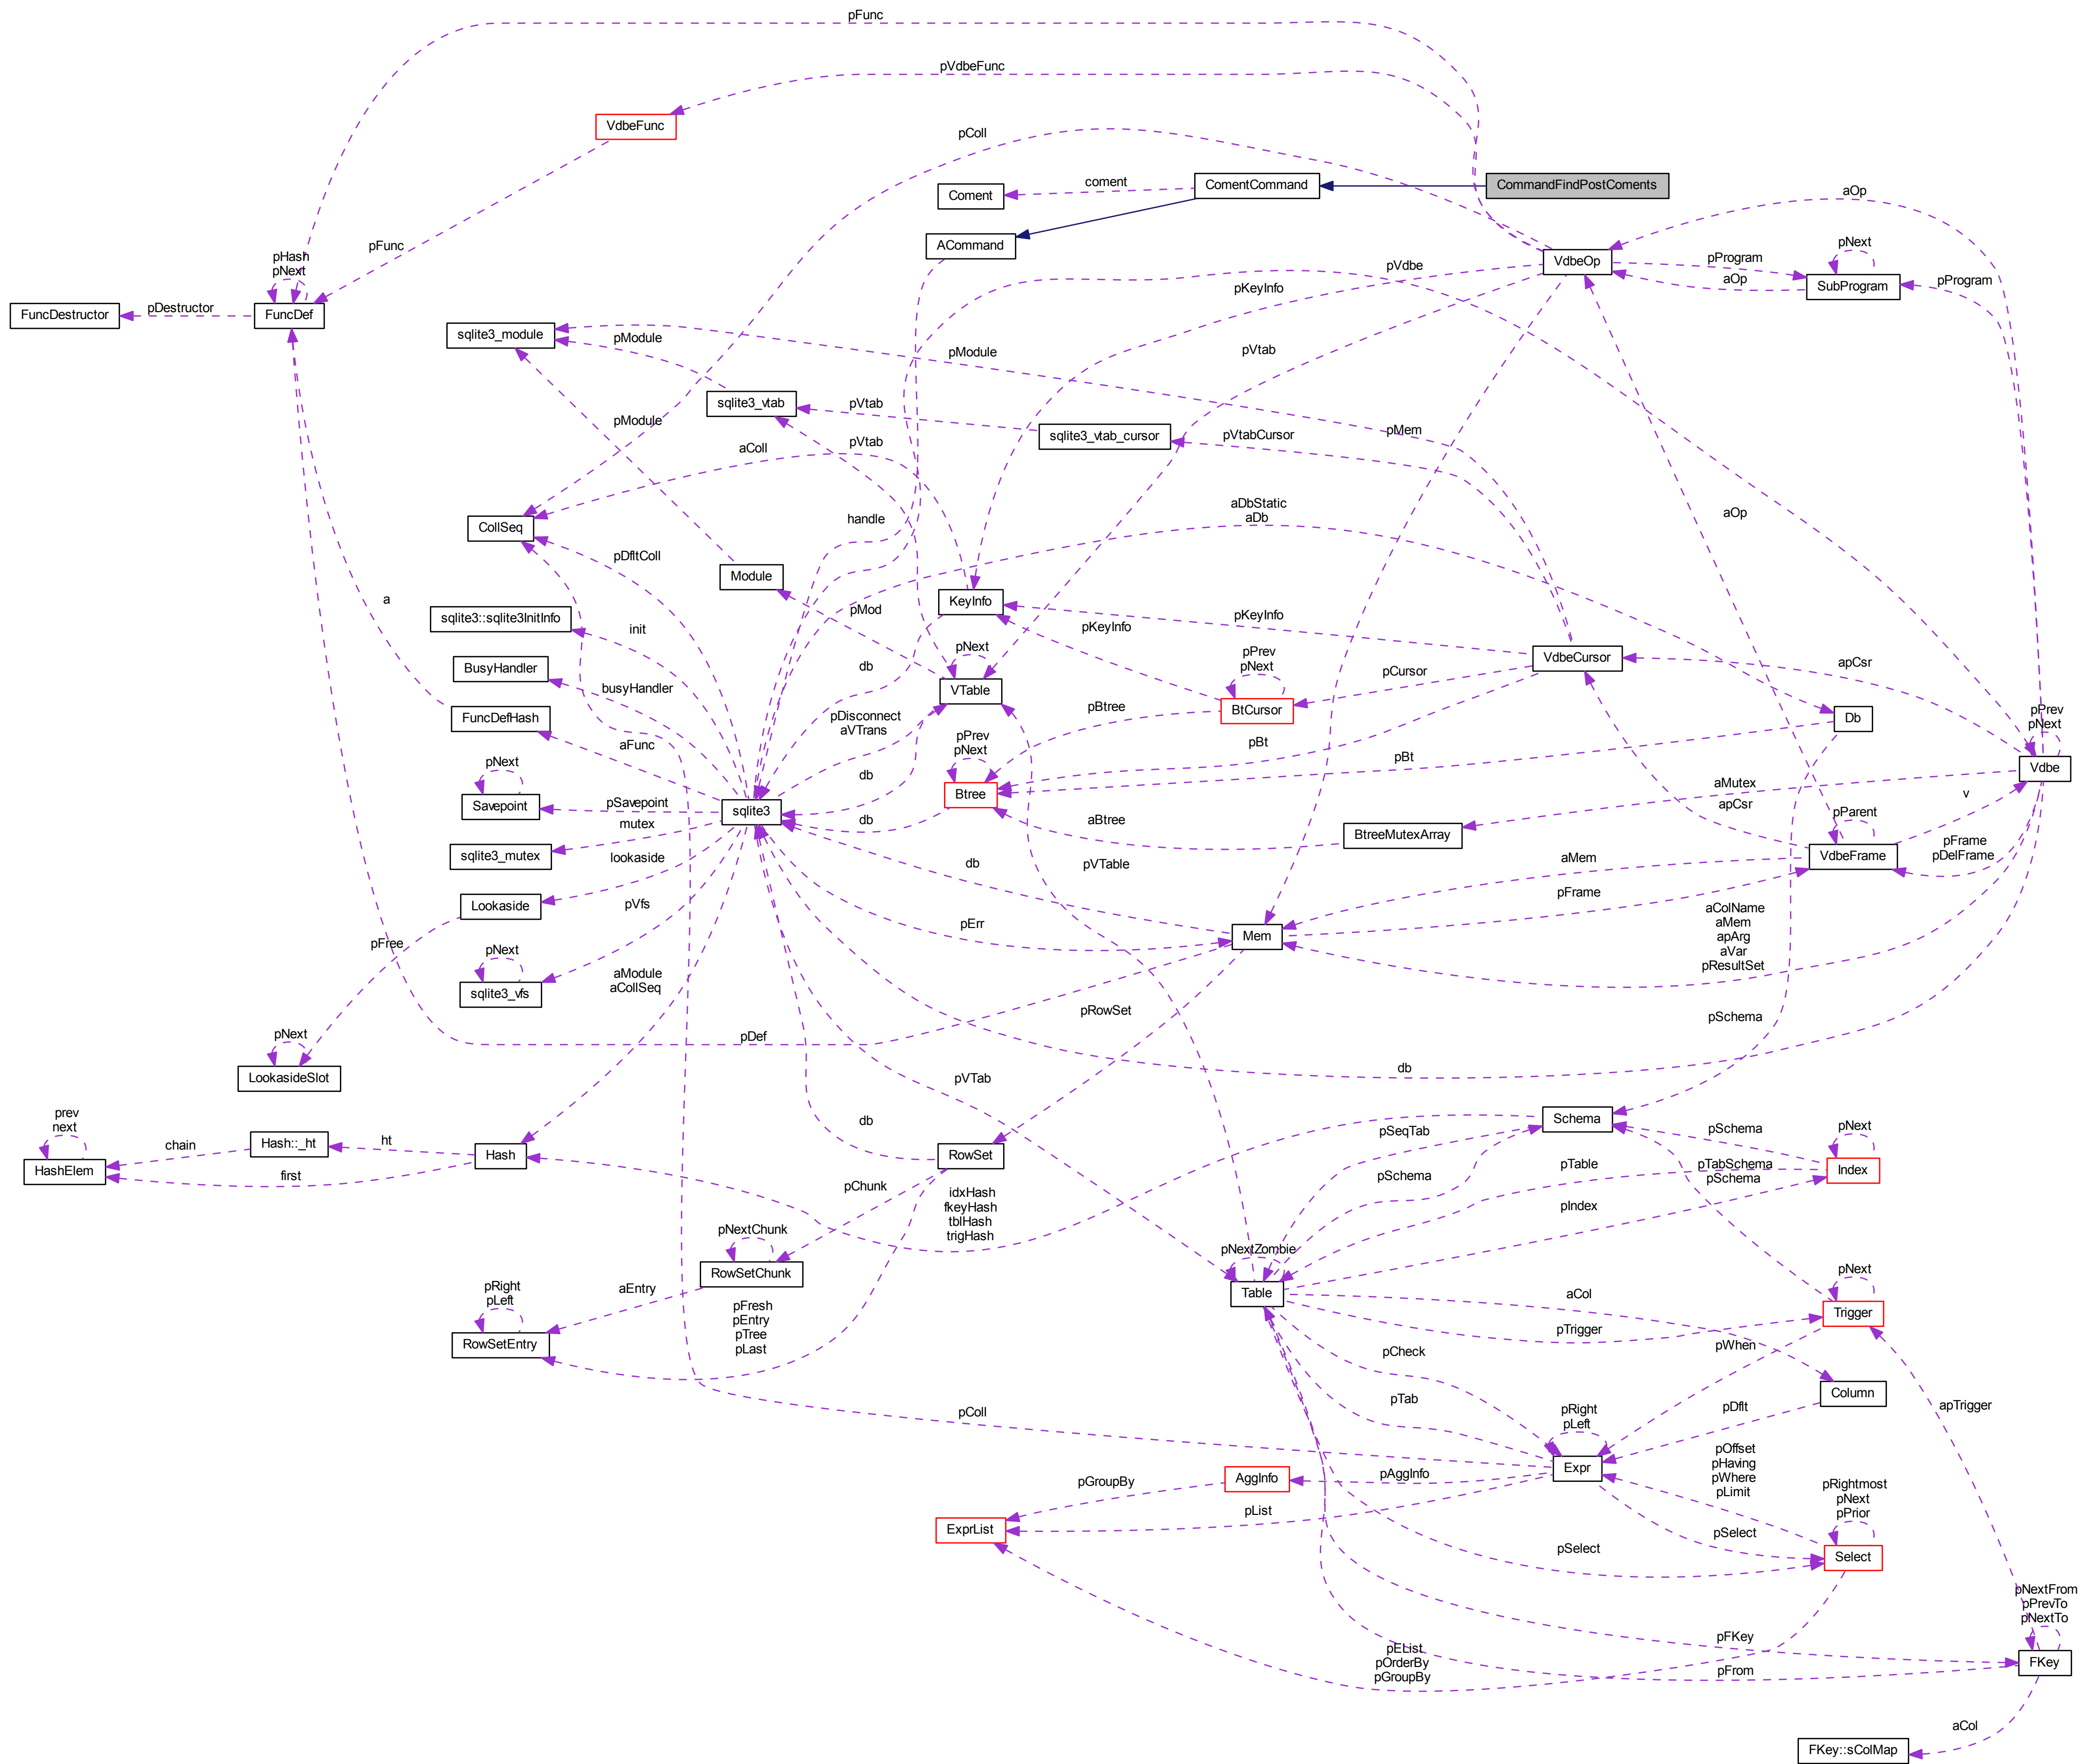 pFunc
pVdbeFunc
VdbeFunc
pColl
coment
Coment
ComentCommand
CommandFindPostComents
aOp
ACommand
pFunc
pHash
pNext
pVdbe
VdbeOp
pProgram
pNext
pKeyInfo
aOp
SubProgram
pProgram
FuncDestructor
pDestructor
FuncDef
sqlite3_module
pModule
pModule
pVtab
sqlite3_vtab
pVtab
pModule
sqlite3_vtab_cursor
pVtabCursor
pMem
aColl
pVtab
CollSeq
handle
aDbStatic
aDb
aOp
pDfltColl
Module
KeyInfo
a
sqlite3::sqlite3InitInfo
init
pMod
pKeyInfo
pKeyInfo
BusyHandler
busyHandler
db
pNext
VTable
pPrev
pNext
VdbeCursor
pCursor
BtCursor
apCsr
FuncDefHash
aFunc
pDisconnect
aVTrans
pBtree
pBt
Db
pPrev
pNext
Vdbe
pNext
Savepoint
pSavepoint
sqlite3
db
pPrev
pNext
Btree
pBt
db
aMutex
apCsr
v
mutex
sqlite3_mutex
aBtree
BtreeMutexArray
pParent
VdbeFrame
pFrame
pDelFrame
lookaside
db
pVTable
aMem
Lookaside
pVfs
pErr
pFrame
Mem
aColName
aMem
apArg
aVar
pResultSet
pFree
pNext
sqlite3_vfs
aModule
aCollSeq
pRowSet
pSchema
pDef
pNext
LookasideSlot
pVTab
db
prev
next
HashElem
chain
Hash::_ht
ht
first
Hash
db
RowSet
Schema
pSeqTab
pSchema
pSchema
pNext
Index
pTable
pTabSchema
pSchema
pIndex
pChunk
idxHash
fkeyHash
tblHash
trigHash
pNextChunk
RowSetChunk
pNextZombie
Table
pNext
Trigger
aCol
pTrigger
pRight
pLeft
RowSetEntry
aEntry
pFresh
pEntry
pTree
pLast
pCheck
pWhen
pTab
Column
pDflt
apTrigger
pColl
pRight
pLeft
Expr
pOffset
pHaving
pWhere
pLimit
pGroupBy
AggInfo
pAggInfo
ExprList
pList
pRightmost
pNext
pPrior
Select
pSelect
pSelect
pNextFrom
pPrevTo
pNextTo
FKey
pEList
pOrderBy
pGroupBy
pFKey
pFrom
aCol
FKey::sColMap